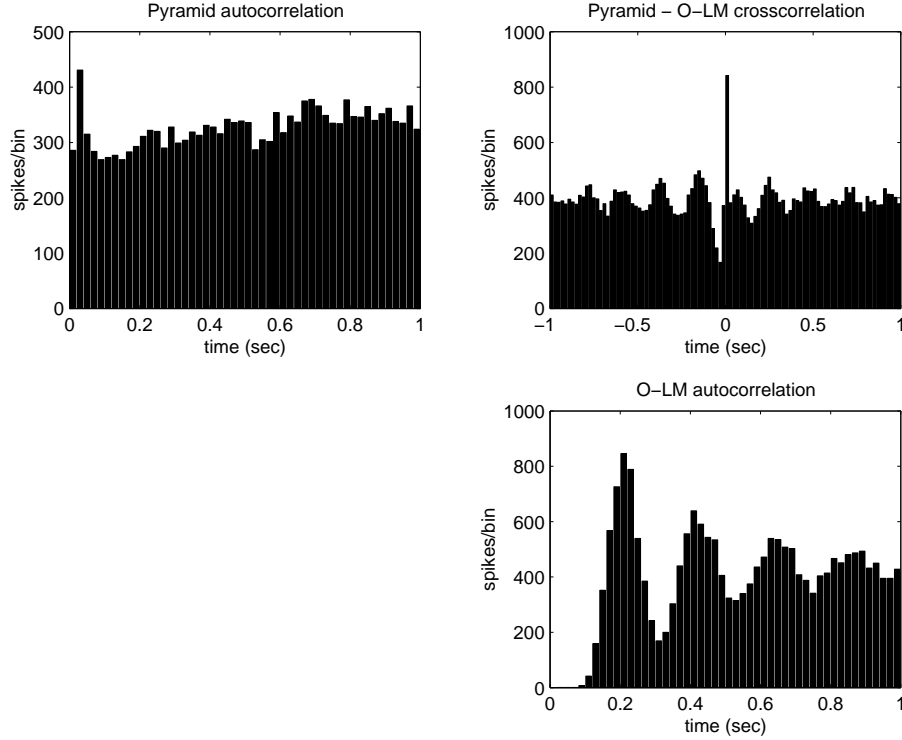 Pyramid autocorrelation
500
400
300
200
100
0
spikes/bin
0 0.2 0.4 0.6 0.8 1
time (sec)
Pyramid − O−LM crosscorrelation
1000
800
600
400
200
0
spikes/bin
−1 −0.5 0 0.5 1
time (sec)
O−LM autocorrelation
1000
800
600
400
200
0
spikes/bin
0 0.2 0.4 0.6 0.8 1
time (sec)